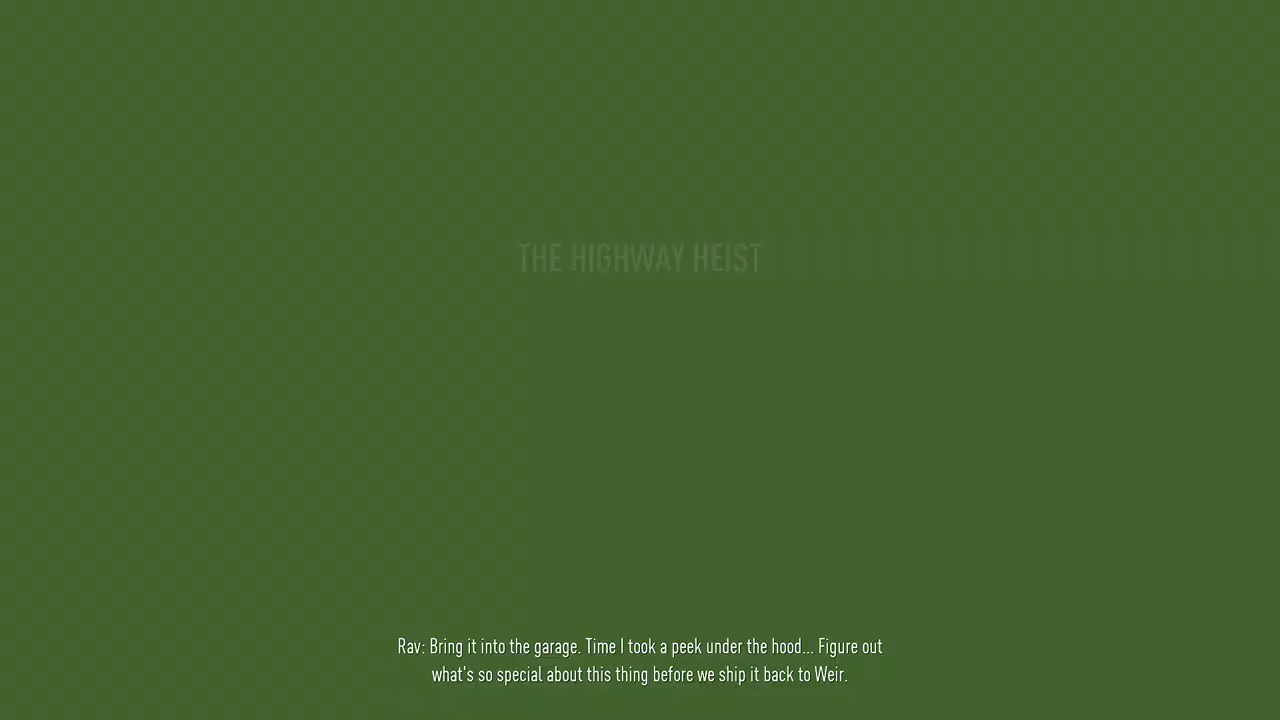 THE HIGHWAY HEIST
Rav: Bring it into the garage. Time I took a peek under the hood... Figure out
what's so special about this thing before we ship it back to Weir.